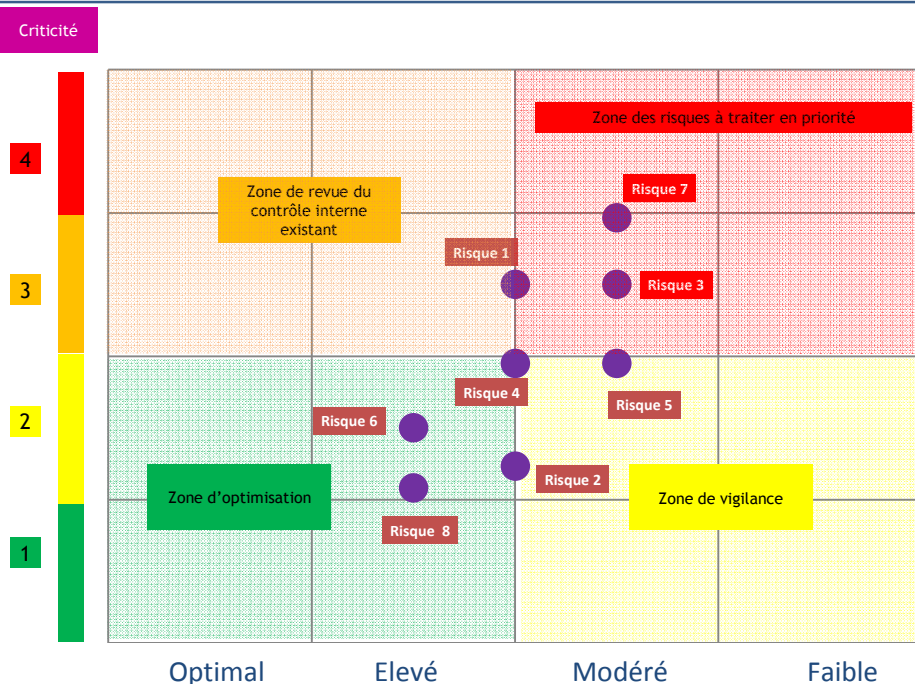 Criticité
Zone des risques à traiter en priorité
4
Zone de revue du
contrôle interne
existant
Risque 7
Risque 1
3
Risque 3
Risque 4
Risque 5
2
Risque 6
Risque 2
Zone d'optimisation
Zone de vigilance
Risque 8
1
Optimal
Elevé
Modéré
Faible